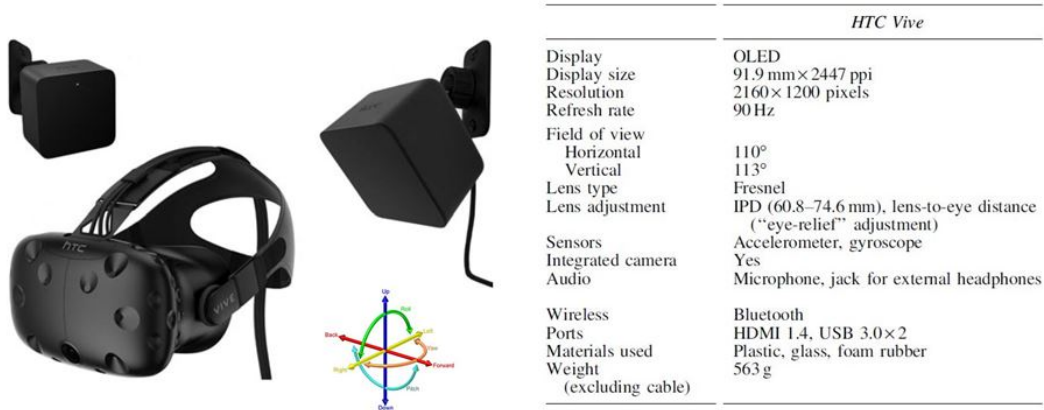 HTC Vive
Display OLED
Display size 91.9 mm×2447 ppi
Resolution 2160×1200 pixels
Refresh rate 90 Hz
Field of view
Horizontal 110°
Vertical 113°
Lens type Fresnel
Lens adjustment IPD (60.8–74.6 mm), lens-to-eye distance
(“eye-relief” adjustment)
Sensors Accelerometer, gyroscope
Integrated camera Yes
Audio Microphone, jack for external headphones
Wireless Bluetooth
Ports HDMI 1.4, USB 3.0×2
Materials used Plastic, glass, foam rubber
Weight 563 g
(excluding cable)
hTC
VIVE
Up
Roll
Left
Back
Yaw
Right
Forward
Pitch
Down